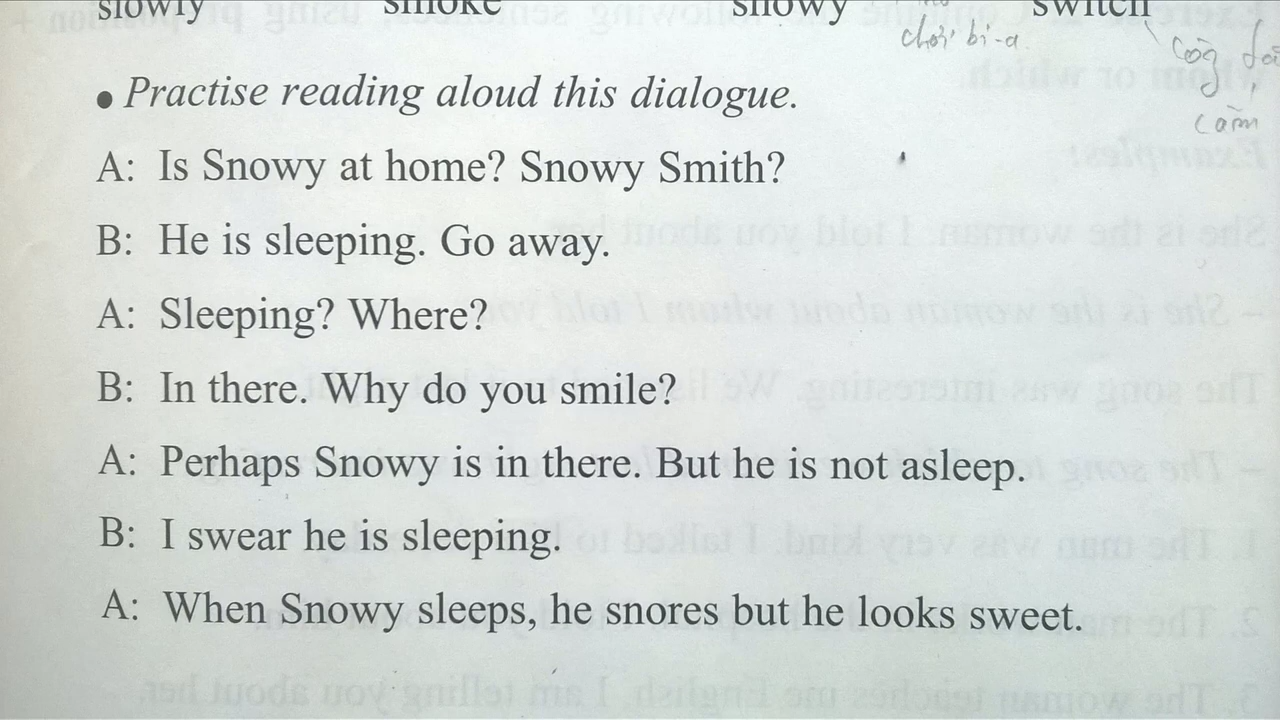 slowly smoke snowy switch
chơi bi-a
cấm
• Practise reading aloud this dialogue.
A: Is Snowy at home? Snowy Smith?
B: He is sleeping. Go away.
A: Sleeping? Where?
B: In there. Why do you smile?
A: Perhaps Snowy is in there. But he is not asleep.
B: I swear he is sleeping.
A: When Snowy sleeps, he snores but he looks sweet.